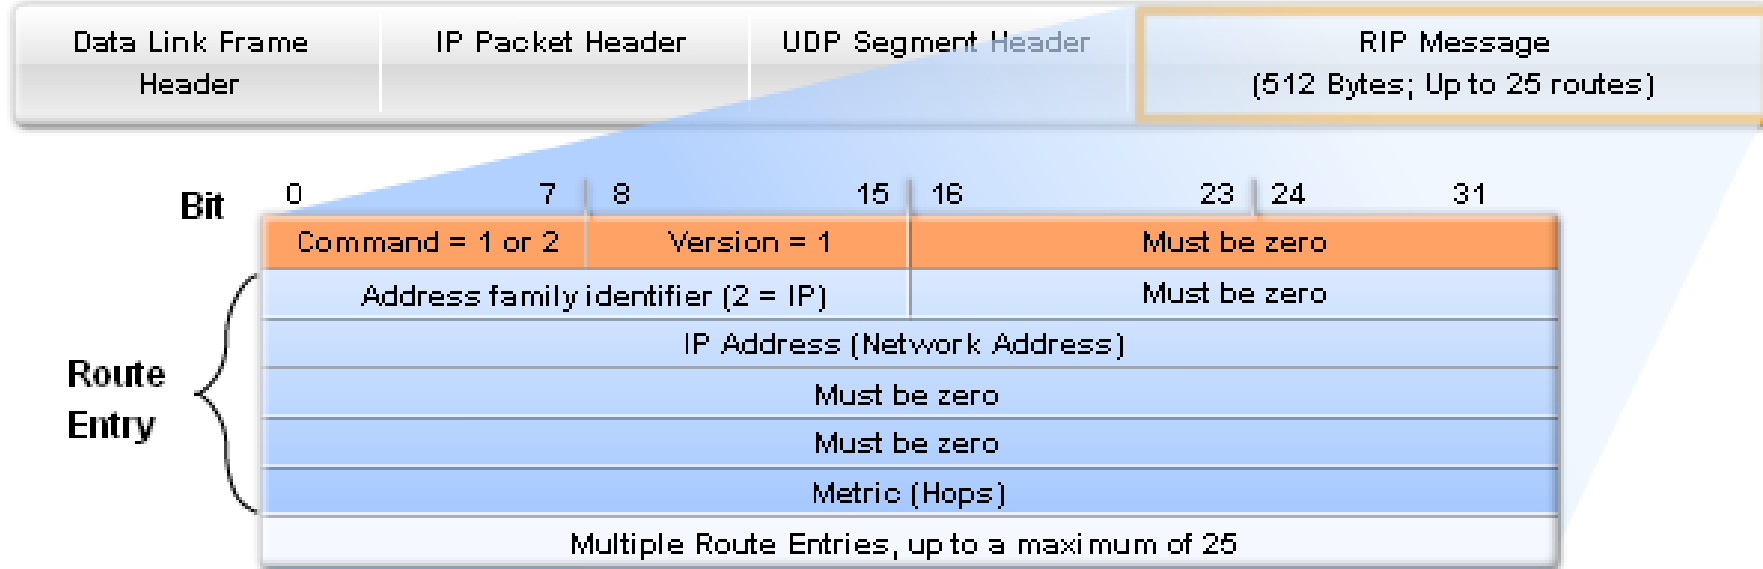 Data Link Frame Header
IP Packet Header
UDP Segment Header
RIP Message
(512 Bytes; Up to 25 routes)
Bit 0 7 8 15 16 23 24 31
Command = 1 or 2 Version = 1 Must be zero
Address family identifier (2 = IP) Must be zero
IP Address (Network Address)
Route Entry
Must be zero
Must be zero
Metric (Hops)
Multiple Route Entries, up to a maximum of 25